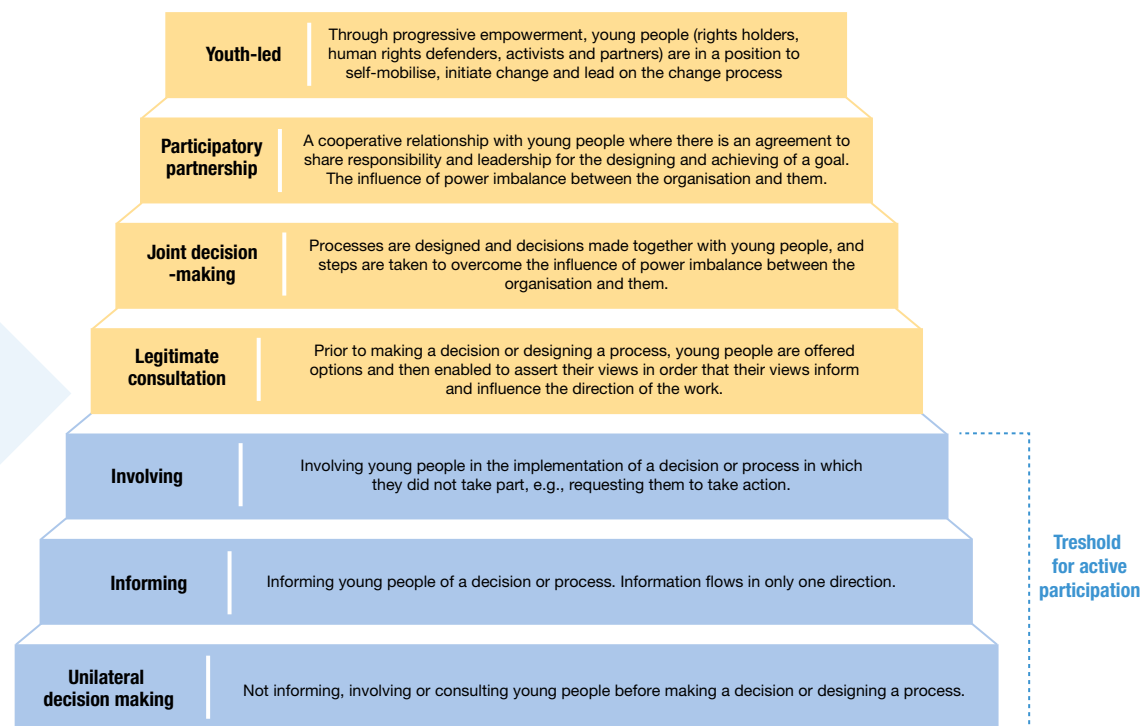 Youth-led
Through progressive empowerment, young people (rights holders,
human rights defenders, activists and partners) are in a position to
self-mobilise, initiate change and lead on the change process
Participatory
partnership
A cooperative relationship with young people where there is an agreement to
share responsibility and leadership for the designing and achieving of a goal.
The influence of power imbalance between the organisation and them.
Joint decision
-making
Processes are designed and decisions made together with young people, and
steps are taken to overcome the influence of power imbalance between the
organisation and them.
Legitimate
consultation
Prior to making a decision or designing a process, young people are offered
options and then enabled to assert their views in order that their views inform
and influence the direction of the work.
Involving
Involving young people in the implementation of a decision or process in which
they did not take part, e.g., requesting them to take action.
Informing
Informing young people of a decision or process. Information flows in only one direction.
Unilateral
decision making
Not informing, involving or consulting young people before making a decision or designing a process.
Treshold
for active
participation